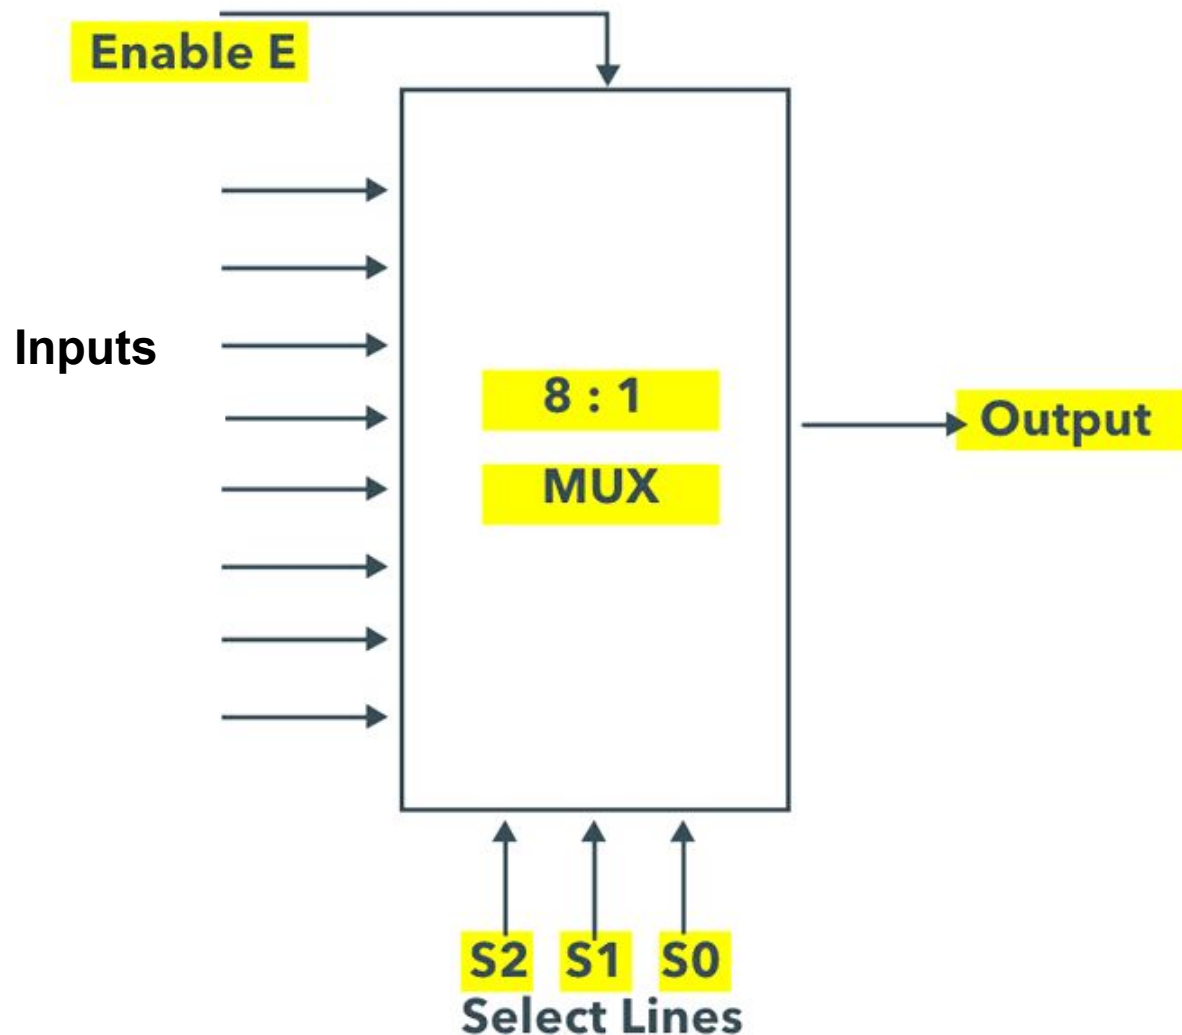 Enable E
Inputs
8 : 1
MUX
Output
S2 S1 S0
Select Lines